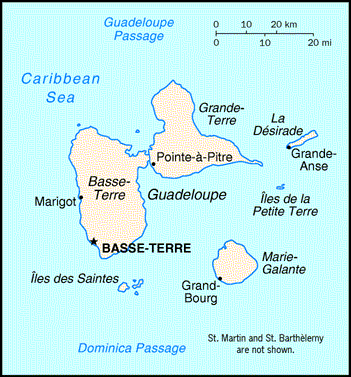 Guadeloupe
Passage
0 10 20 km
0 10 20 mi
Caribbean
Sea
Grande-
Terre
La
Désirade
Pointe-à-Pitre
Grande-
Anse
Basse-
Terre
Marigot
Guadeloupe
Îles de la
Petite Terre
BASSE-TERRE
Marie-
Galante
Îles des Saintes
Grand-
Bourg
St. Martin and St. Barthèlemy
are not shown.
Dominica Passage